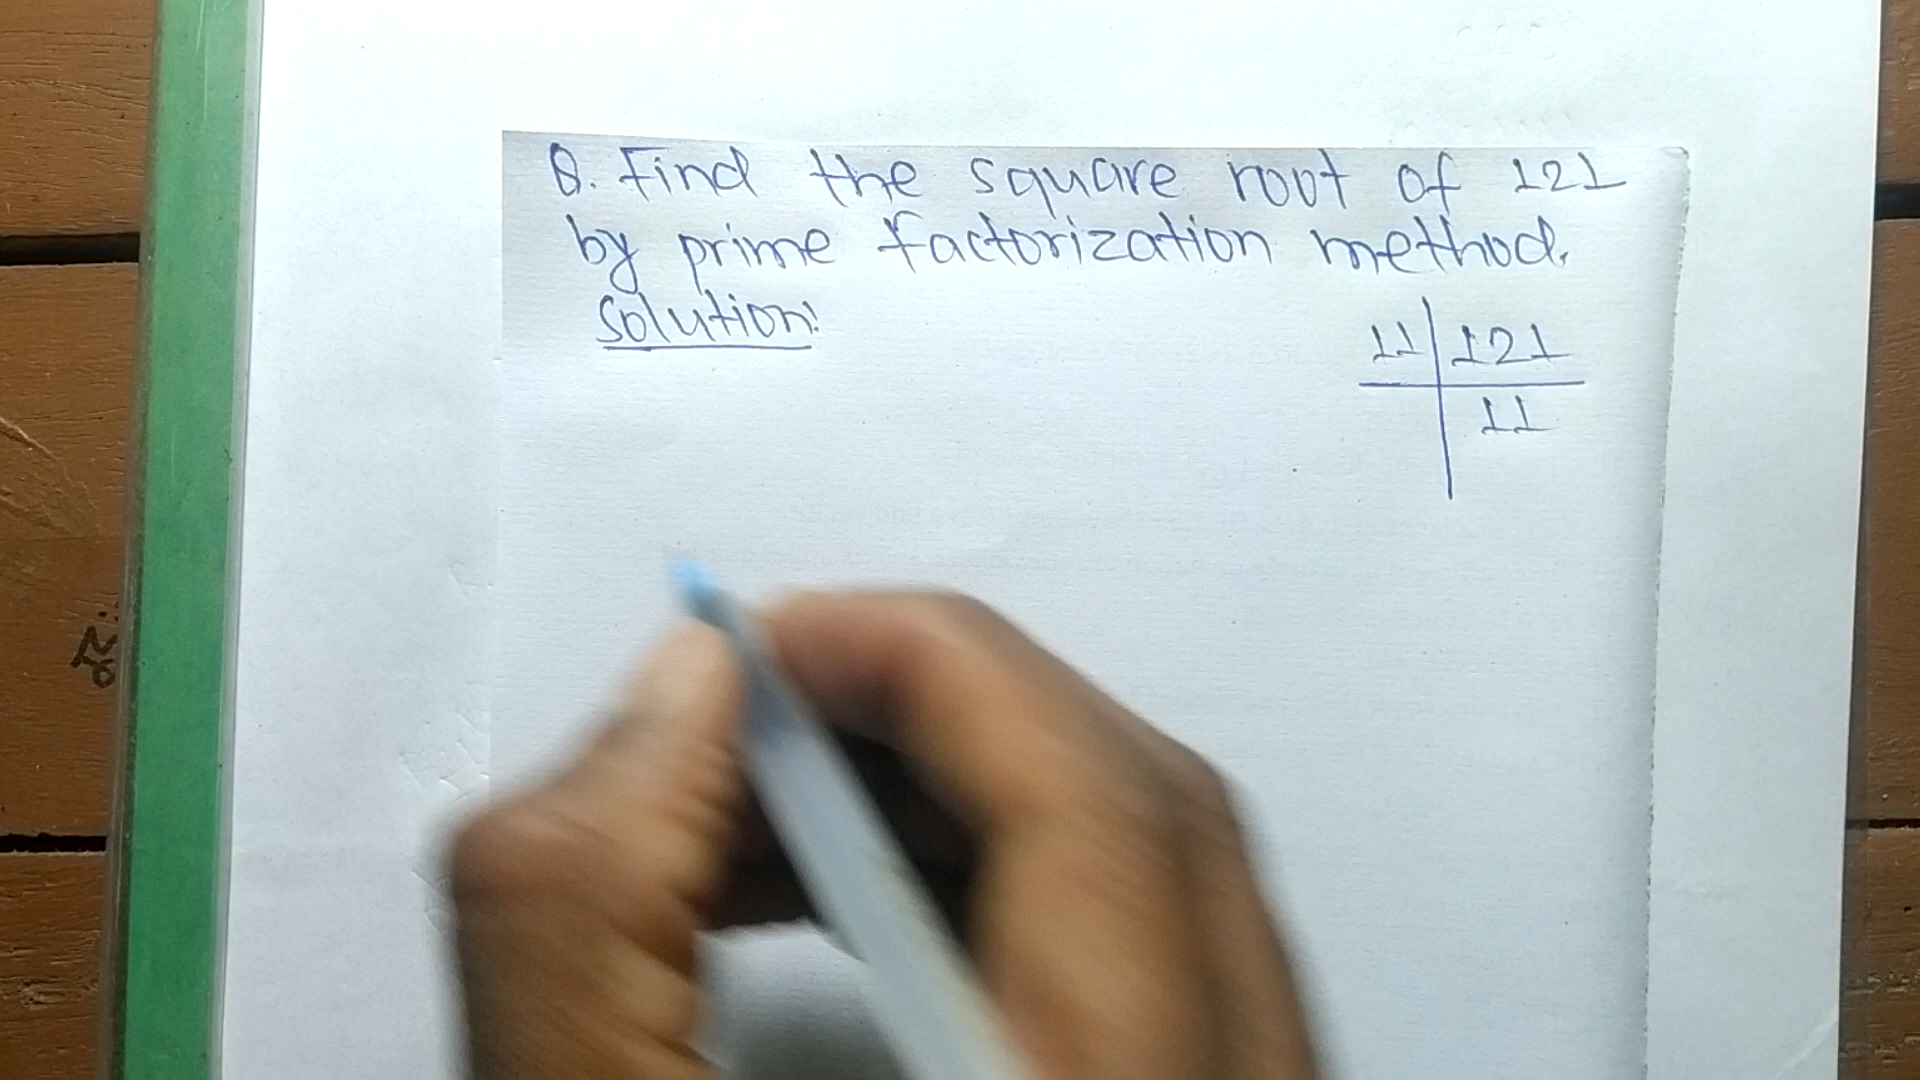 Q. Find the square root of 121
by prime factorization method.
Solution:
11 | 121
11